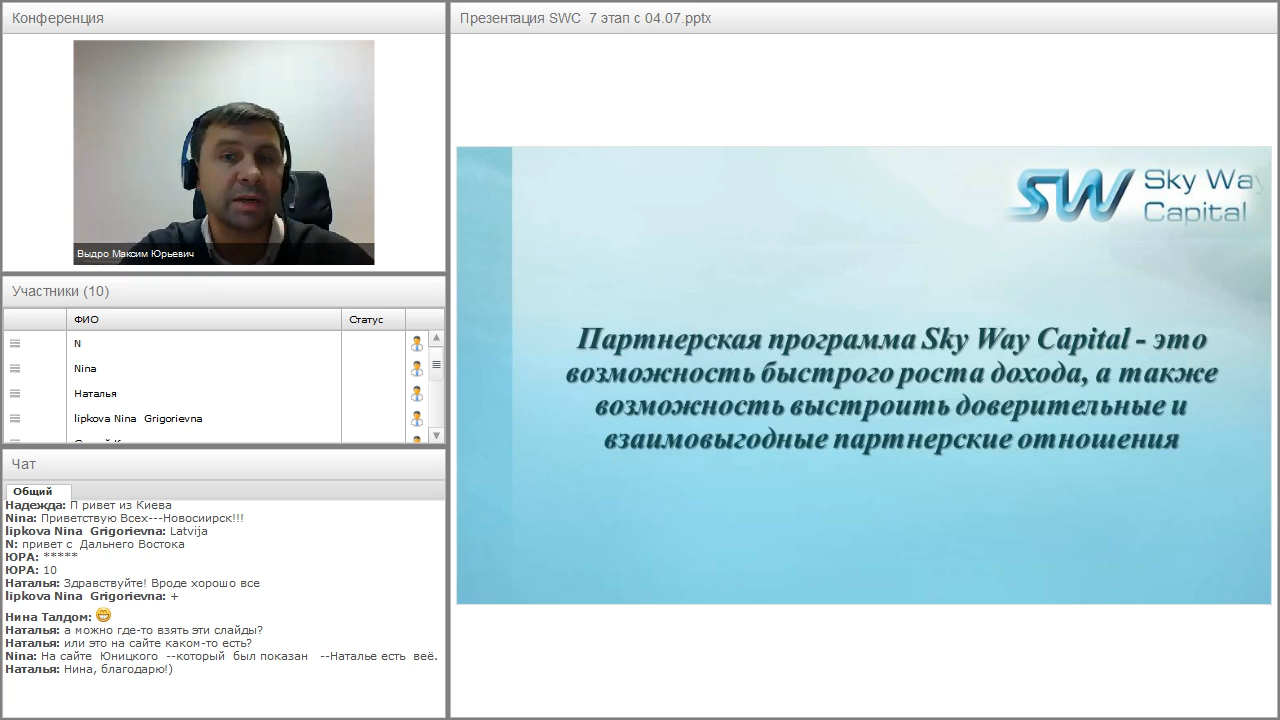 Конференция
Выдро Максим Юрьевич
Участники (10)
ФИО
Статус
N
Nina
Наталья
lipkova Nina Grigorievna
Чат
Общий
Надежда: П ривет из Киева
Nina: Приветствую Всех---Новосиирск!!!
lipkova Nina Grigorievna: Latvija
N: привет с Дальнего Востока
ЮРА: *****
ЮРА: 10
Наталья: Здравствуйте! Вроде хорошо все
lipkova Nina Grigorievna: +
Нина Талдом:
Наталья: а можно где-то взять эти слайды?
Наталья: или это на сайте каком-то есть?
Nina: На сайте Юницкого --который был показан --Наталье есть веё.
Наталья: Нина, благодарю!)
Презентация SWC 7 этап с 04.07.pptx
SW Sky Way
Capital
Партнерская программа Sky Way Capital - это
возможность быстрого роста дохода, а также
возможность выстроить доверительные и
взаимовыгодные партнерские отношения